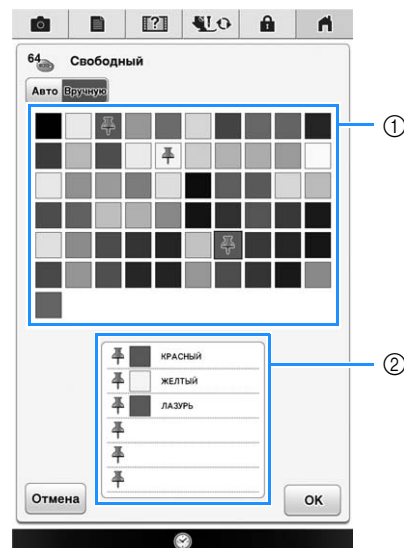 64 Свободный
Авто Вручную
①
КРАСНЫЙ
ЖЕЛТЫЙ
ЛАЗУРЬ
②
Отмена
OK